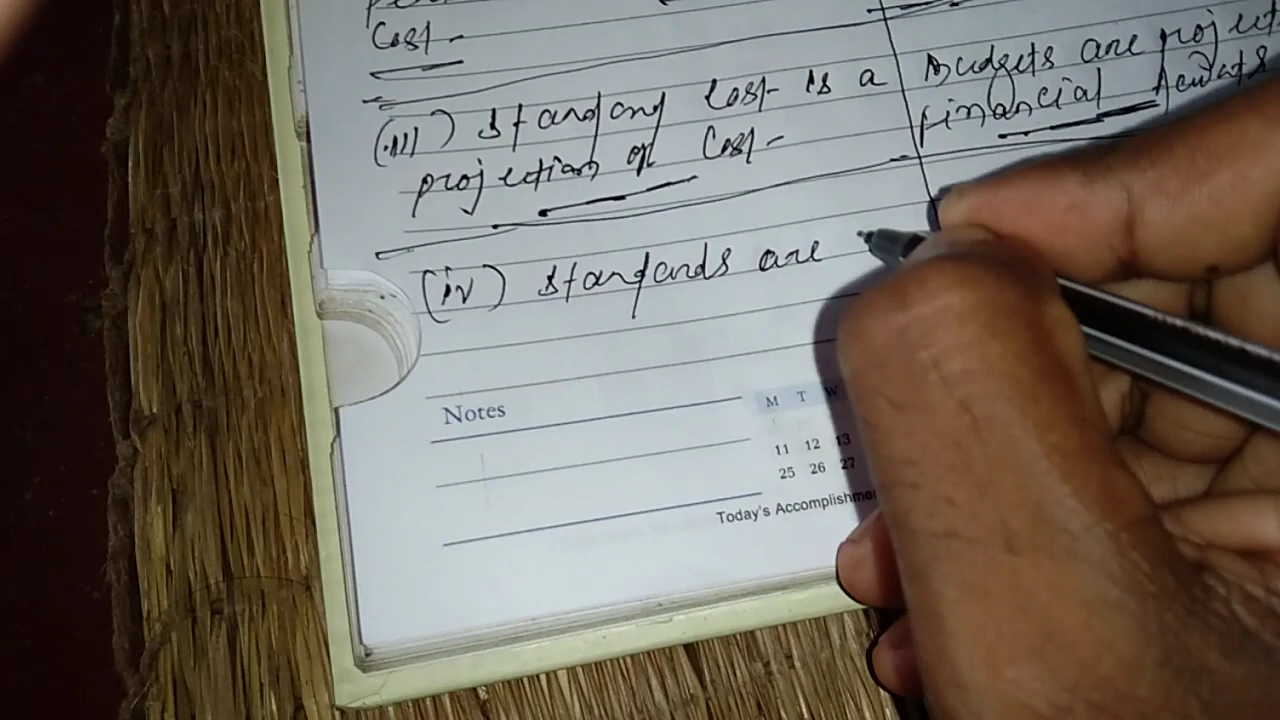 Cost
(iii) Standard Cost is a
projection of Cost
Budgets are project
financial
(iv) Standards are
Notes
M T W
11 12 13
25 26 27
Today's Accomplishme